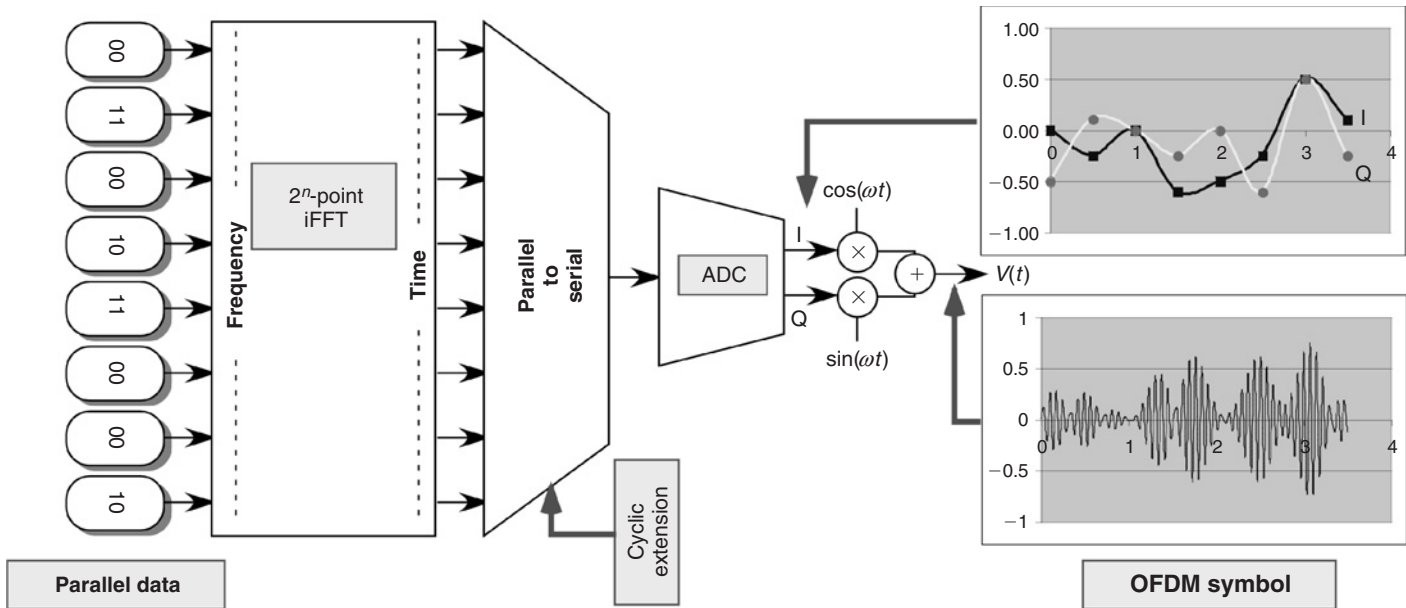 00
11
00
10
11
00
00
10
Parallel data
Frequency
2ⁿ-point
iFFT
Time
Parallel
to
serial
Cyclic
extension
ADC
I
Q
cos(ωt)
×
×
sin(ωt)
+
V(t)
1.00
0.50
0.00
−0.50
−1.00
0
1
2
3
4
I
Q
1
0.5
0
−0.5
−1
0
1
2
3
4
OFDM symbol